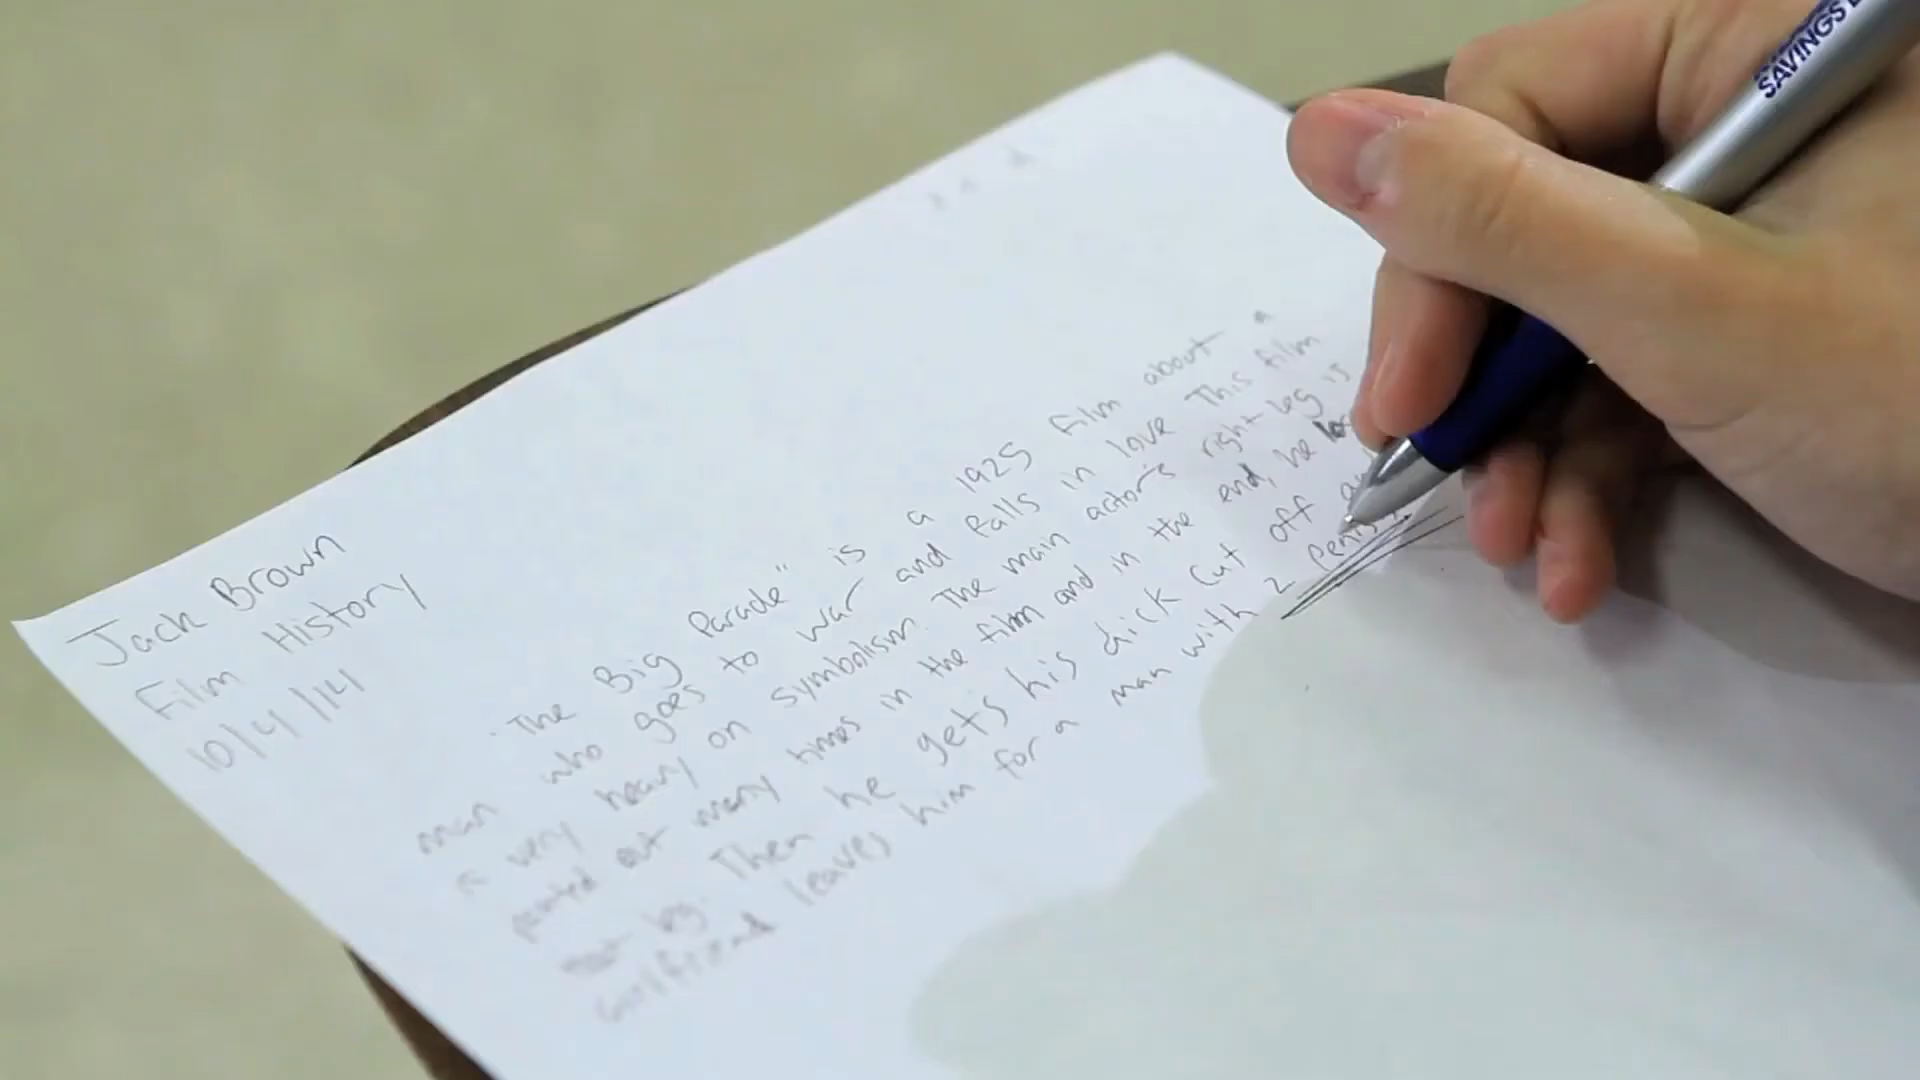 SAVINGS
Jack Brown
Film History
10/4/14
"The Big Parade" is a 1925 film about a
man who goes to war and falls in love This film
is very heavy on symbolism. The main actor's right leg is
pointed out many times in the film and in the end, he
that leg. Then he gets his dick cut off
Girlfriend leaves him for a man with 2 penis